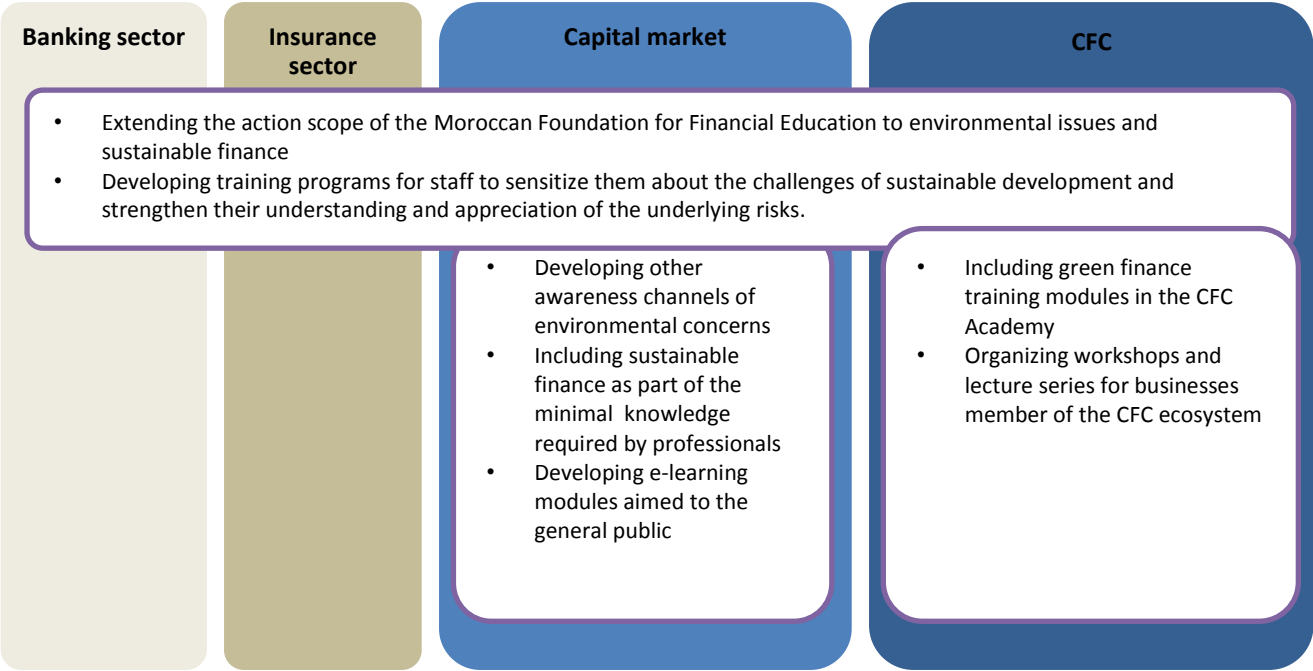 Banking sector
Insurance
sector
Capital market
CFC
• Extending the action scope of the Moroccan Foundation for Financial Education to environmental issues and
sustainable finance
• Developing training programs for staff to sensitize them about the challenges of sustainable development and
strengthen their understanding and appreciation of the underlying risks.
• Developing other
awareness channels of
environmental concerns
• Including sustainable
finance as part of the
minimal knowledge
required by professionals
• Developing e-learning
modules aimed to the
general public
• Including green finance
training modules in the CFC
Academy
• Organizing workshops and
lecture series for businesses
member of the CFC ecosystem